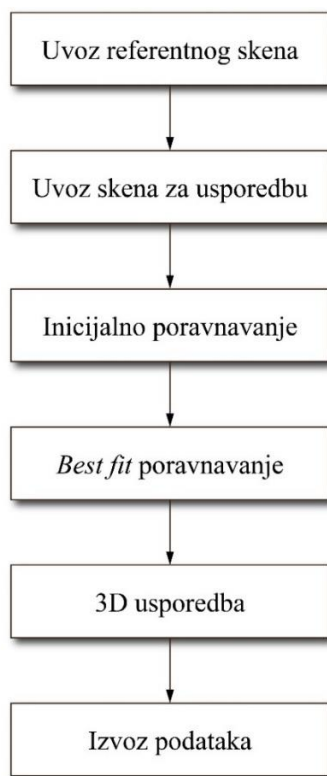 Uvoz referentnog skena
Uvoz skena za usporedbu
Inicijalno poravnavanje
Best fit poravnavanje
3D usporedba
Izvoz podataka